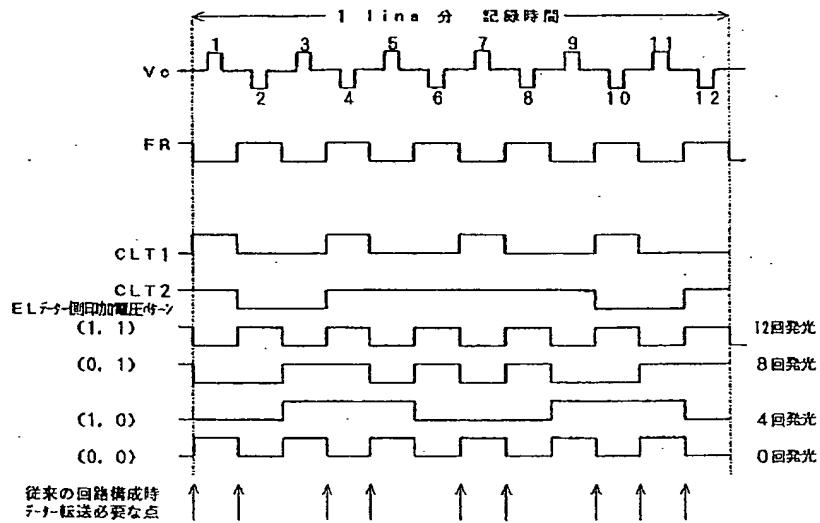 1 lina 分 記録時間
1 3 5 7 9 11
Vc
2 4 6 8 10 12
FR
CLT1
CLT2
ELデーター側印加電圧パターン
(1, 1) 12回発光
(0, 1) 8回発光
(1, 0) 4回発光
(0, 0) 0回発光
従来の回路構成時
データー転送必要な点